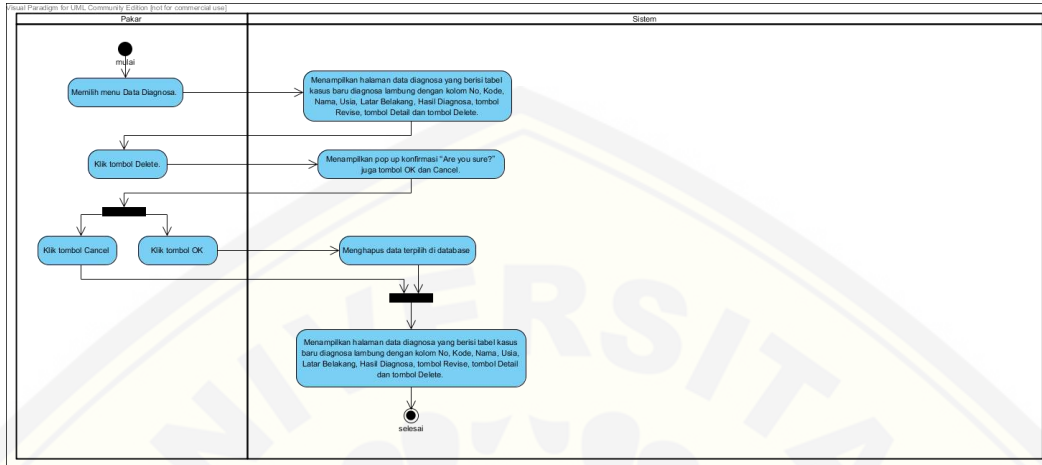 Visual Paradigm for UML Community Edition [not for commercial use]
Pakar
Sistem
mulai
Memilih menu Data Diagnosa.
Menampilkan halaman data diagnosa yang berisi tabel
kasus baru diagnosa lambung dengan kolom No, Kode,
Nama, Usia, Latar Belakang, Hasil Diagnosa, tombol
Revise, tombol Detail dan tombol Delete.
Klik tombol Delete.
Menampilkan pop up konfirmasi "Are you sure?"
juga tombol OK dan Cancel.
Klik tombol Cancel
Klik tombol OK
Menghapus data terpilih di database
Menampilkan halaman data diagnosa yang berisi tabel kasus
baru diagnosa lambung dengan kolom No, Kode, Nama, Usia,
Latar Belakang, Hasil Diagnosa, tombol Revise, tombol Detail
dan tombol Delete.
selesai
UNIVERSITA